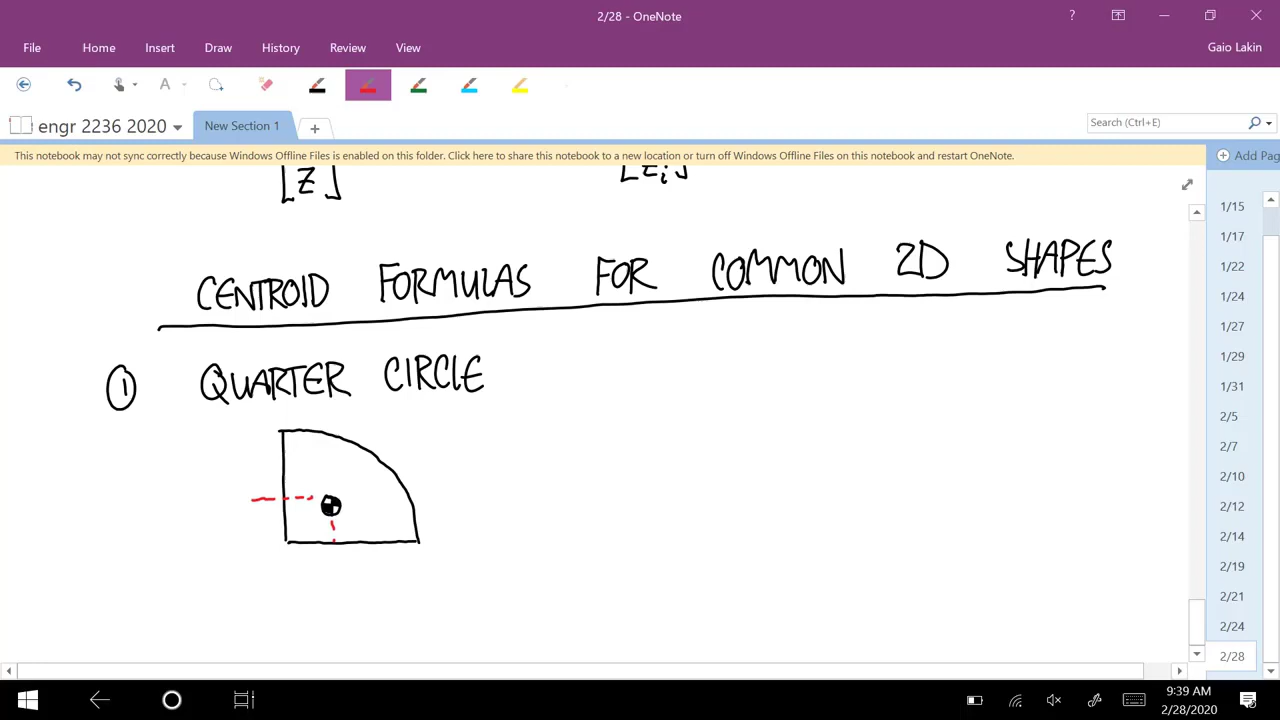 2/28 - OneNote
?
File Home Insert Draw History Review View
Gaio Lakin
A
engr 2236 2020
New Section 1
+
Search (Ctrl+E)
This notebook may not sync correctly because Windows Offline Files is enabled on this folder. Click here to share this notebook to a new location or turn off Windows Offline Files on this notebook and restart OneNote.
Add Pag
[Z] [Zi]
CENTROID FORMULAS FOR COMMON 2D SHAPES
1 QUARTER CIRCLE
1/15
1/17
1/22
1/24
1/27
1/29
1/31
2/5
2/7
2/10
2/12
2/14
2/19
2/21
2/24
2/28
9:39 AM
2/28/2020